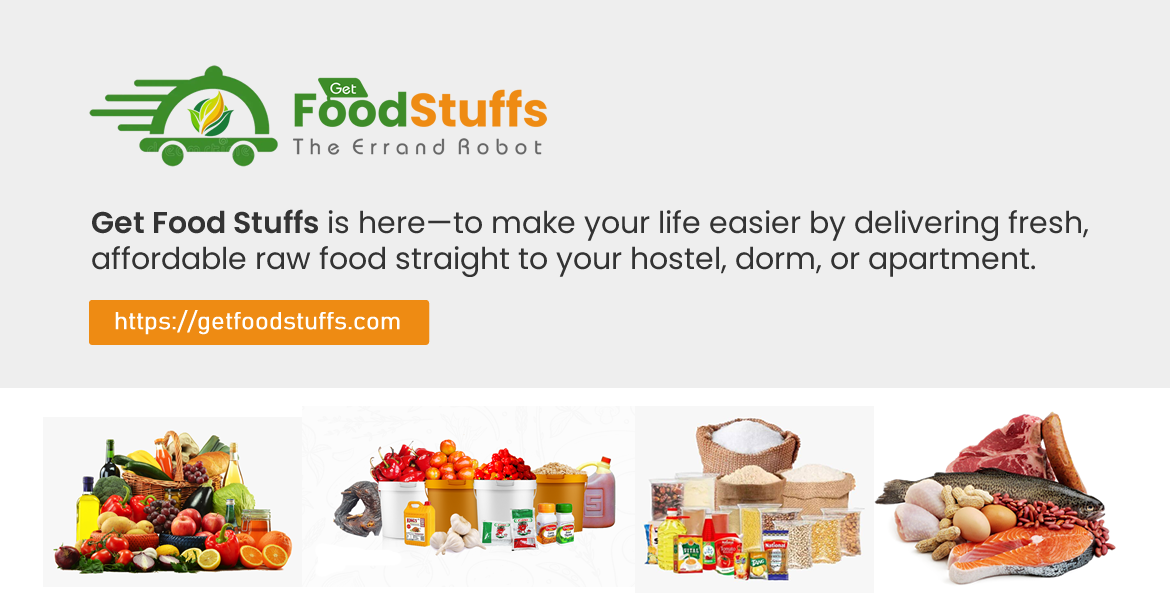 Get
FoodStuffs
The Errand Robot
Get Food Stuffs is here—to make your life easier by delivering fresh,
affordable raw food straight to your hostel, dorm, or apartment.
https://getfoodstuffs.com